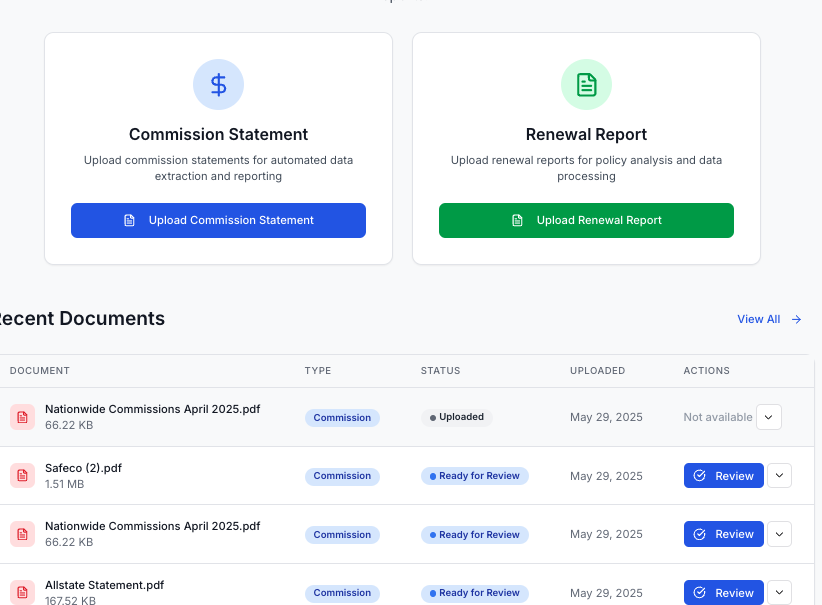 Commission Statement
Upload commission statements for automated data
extraction and reporting
Upload Commission Statement
Renewal Report
Upload renewal reports for policy analysis and data
processing
Upload Renewal Report
ecent Documents
View All
DOCUMENT TYPE STATUS UPLOADED ACTIONS
Nationwide Commissions April 2025.pdf
66.22 KB
Commission Uploaded May 29, 2025 Not available
Safeco (2).pdf
1.51 MB
Commission Ready for Review May 29, 2025 Review
Nationwide Commissions April 2025.pdf
66.22 KB
Commission Ready for Review May 29, 2025 Review
Allstate Statement.pdf
167.52 KB
Commission Ready for Review May 29, 2025 Review